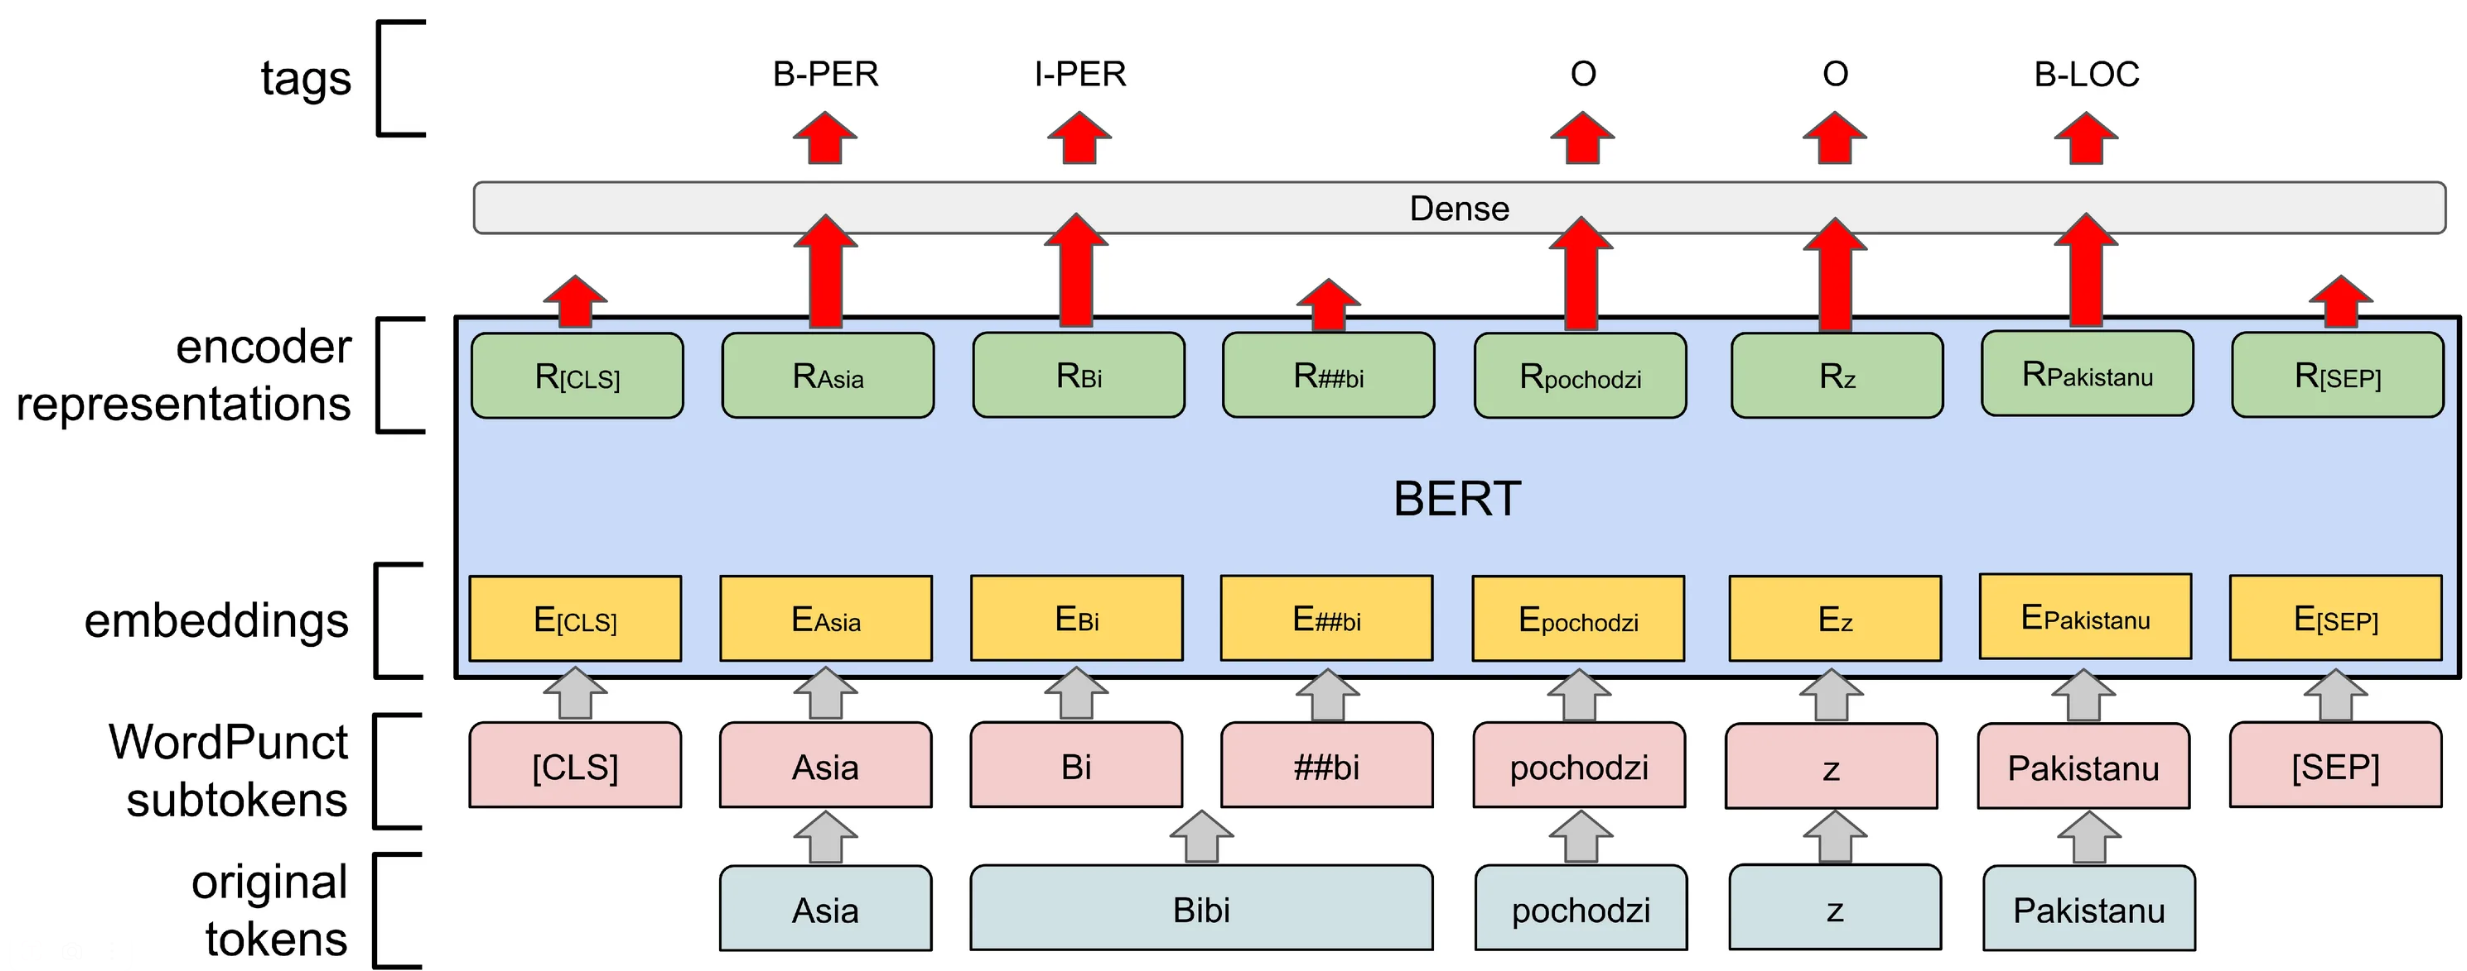 tags
B-PER I-PER O O B-LOC
Dense
encoder
representations
R[CLS] RAsia RBi R##bi Rpochodzi Rz RPakistanu R[SEP]
BERT
embeddings
E[CLS] EAsia EBi E##bi Epochodzi Ez EPakistanu E[SEP]
WordPunct
subtokens
[CLS] Asia Bi ##bi pochodzi z Pakistanu [SEP]
original
tokens
Asia Bibi pochodzi z Pakistanu